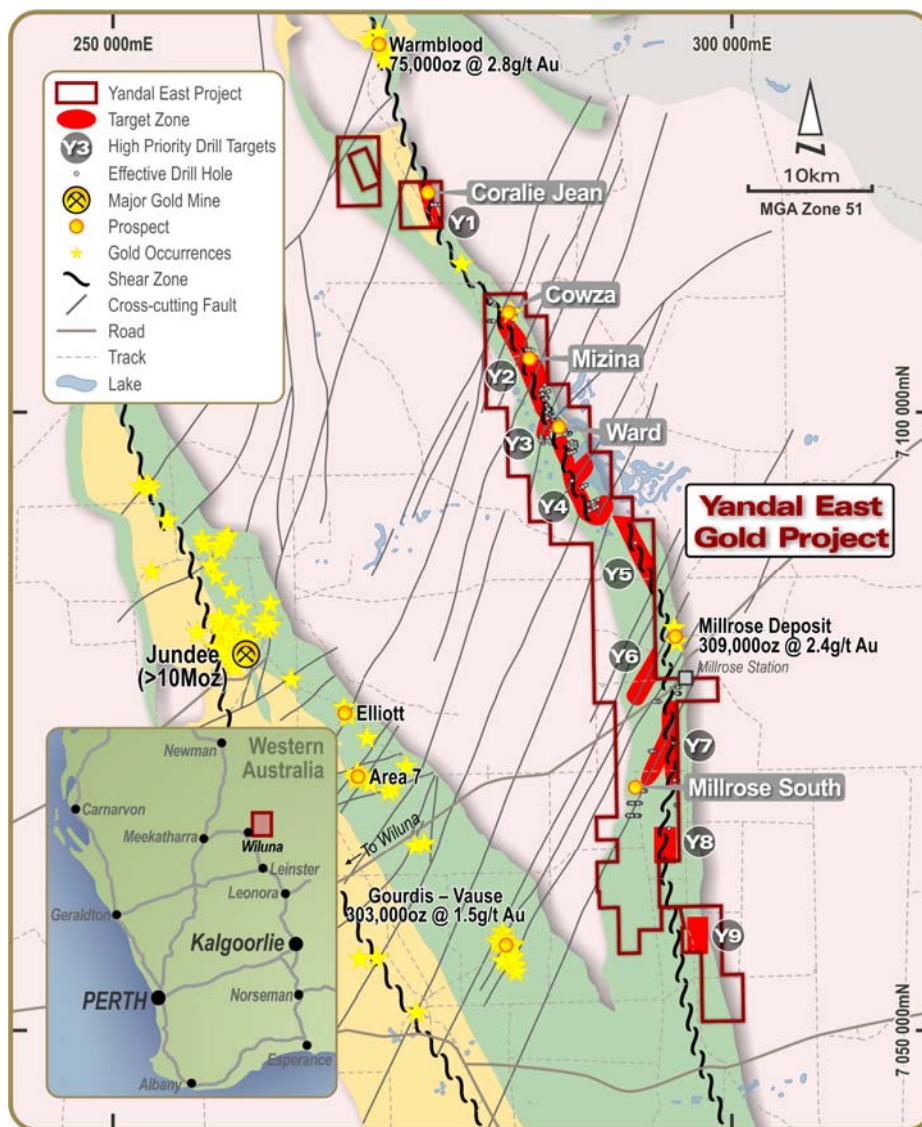 250 000mE
300 000mE
Warmblood
75,000oz @ 2.8g/t Au
Yandal East Project
Target Zone
Y3
High Priority Drill Targets
Effective Drill Hole
Major Gold Mine
Prospect
Gold Occurrences
Shear Zone
Cross-cutting Fault
Road
Track
Lake
N
10km
MGA Zone 51
Coralie Jean
Y1
Cowza
Mizina
Y2
7 100 000mN
Ward
Y3
Y4
Yandal East
Gold Project
Y5
Millrose Deposit
309,000oz @ 2.4g/t Au
Millrose Station
Y6
Jundee
(>10Moz)
Elliott
Area 7
Y7
Millrose South
Y8
To Wiluna
Gourdis – Vause
303,000oz @ 1.5g/t Au
Y9
7 050 000mN
Western
Australia
Newman
Carnarvon
Meekatharra
Wiluna
Leinster
Leonora
Geraldton
Kalgoorlie
PERTH
Norseman
Esperance
Albany